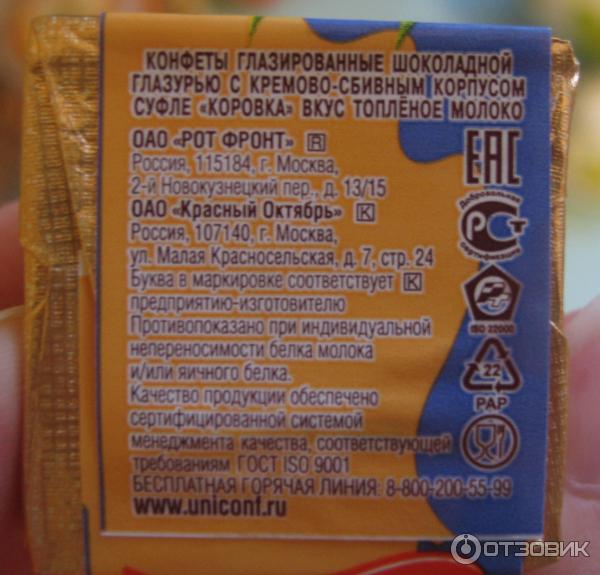 КОНФЕТЫ ГЛАЗИРОВАННЫЕ ШОКОЛАДНОЙ
ГЛАЗУРЬЮ С КРЕМОВО-СБИВНЫМ КОРПУСОМ
СУФЛЕ «КОРОВКА» ВКУС ТОПЛЁНОЕ МОЛОКО
ОАО «РОТ ФРОНТ» R
Россия, 115184, г. Москва,
2-й Новокузнецкий пер., д. 13/15
ОАО «Красный Октябрь» К
Россия, 107140, г. Москва,
ул. Малая Красносельская, д. 7, стр. 24
Буква в маркировке соответствует К
предприятию-изготовителю
Противопоказано при индивидуальной
непереносимости белка молока
и/или яичного белка.
Качество продукции обеспечено
сертифицированной системой
менеджмента качества, соответствующей
требованиям ГОСТ ISO 9001
БЕСПЛАТНАЯ ГОРЯЧАЯ ЛИНИЯ: 8-800-200-55-99
www.uniconf.ru
ЕАС
Добровольная
РСТ
сертификация
ISO 22000
22
PAP
ОТЗОВИК